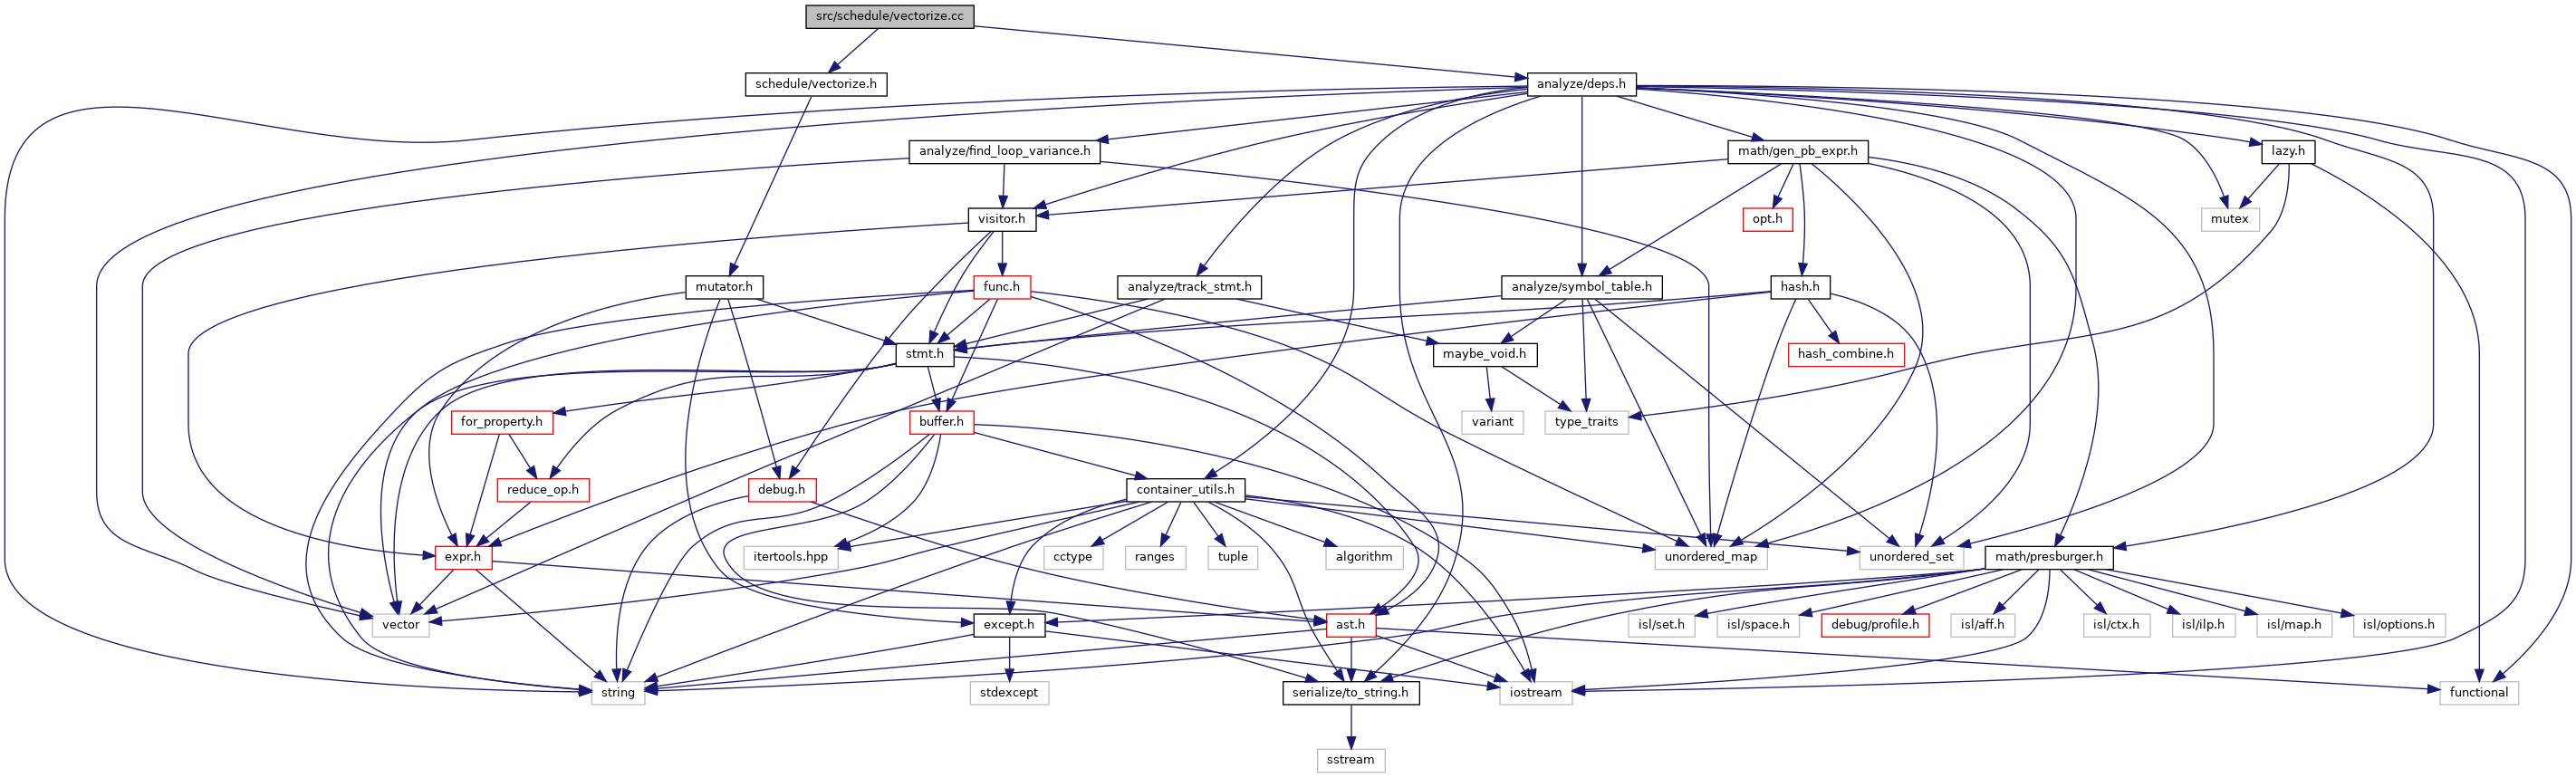 src/schedule/vectorize.cc
schedule/vectorize.h
analyze/deps.h
analyze/find_loop_variance.h
math/gen_pb_expr.h
lazy.h
visitor.h
opt.h
mutex
mutator.h
func.h
analyze/track_stmt.h
analyze/symbol_table.h
hash.h
stmt.h
maybe_void.h
hash_combine.h
for_property.h
buffer.h
variant
type_traits
reduce_op.h
debug.h
container_utils.h
expr.h
itertools.hpp
cctype
ranges
tuple
algorithm
unordered_map
unordered_set
math/presburger.h
vector
except.h
ast.h
isl/set.h
isl/space.h
debug/profile.h
isl/aff.h
isl/ctx.h
isl/ilp.h
isl/map.h
isl/options.h
string
stdexcept
serialize/to_string.h
iostream
functional
sstream